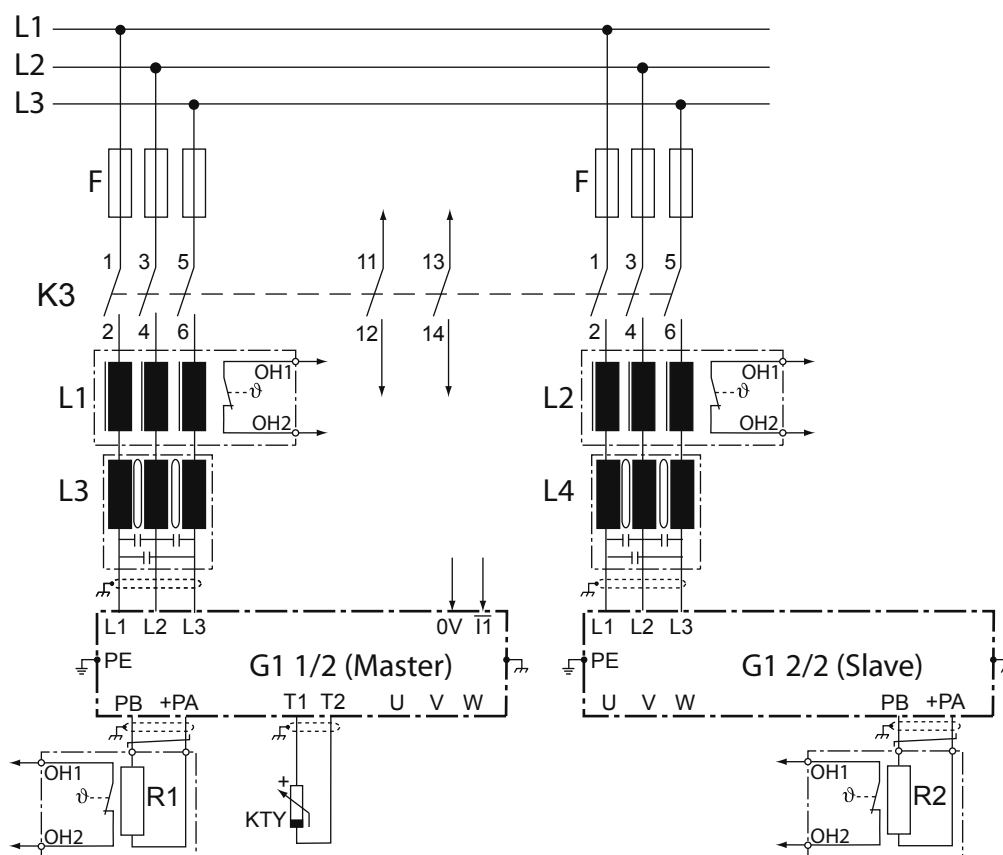 L1
L2
L3
F F
1 3 5 11 13 1 3 5
K3
2 4 6 12 14 2 4 6
L1 OH1 L2 OH1
ϑ ϑ
OH2 OH2
L3 L4
L1 L2 L3 0V I̅1̅ L1 L2 L3
PE G1 1/2 (Master) PE G1 2/2 (Slave)
PB +PA T1 T2 U V W U V W PB +PA
OH1 OH1
ϑ R1 + ϑ R2
KTY
OH2 OH2